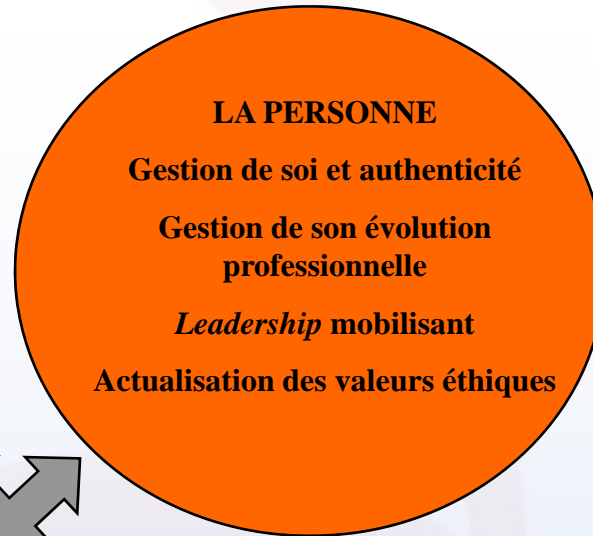 LA PERSONNE
Gestion de soi et authenticité
Gestion de son évolution
professionnelle
Leadership mobilisant
Actualisation des valeurs éthiques